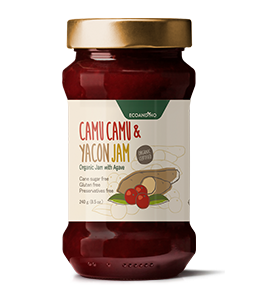 ECOANDINO
CAMU CAMU &
YACON JAM
Organic Jam with Agave
Cane sugar free
Gluten free
Preservatives free
240 g (8.5 oz.)